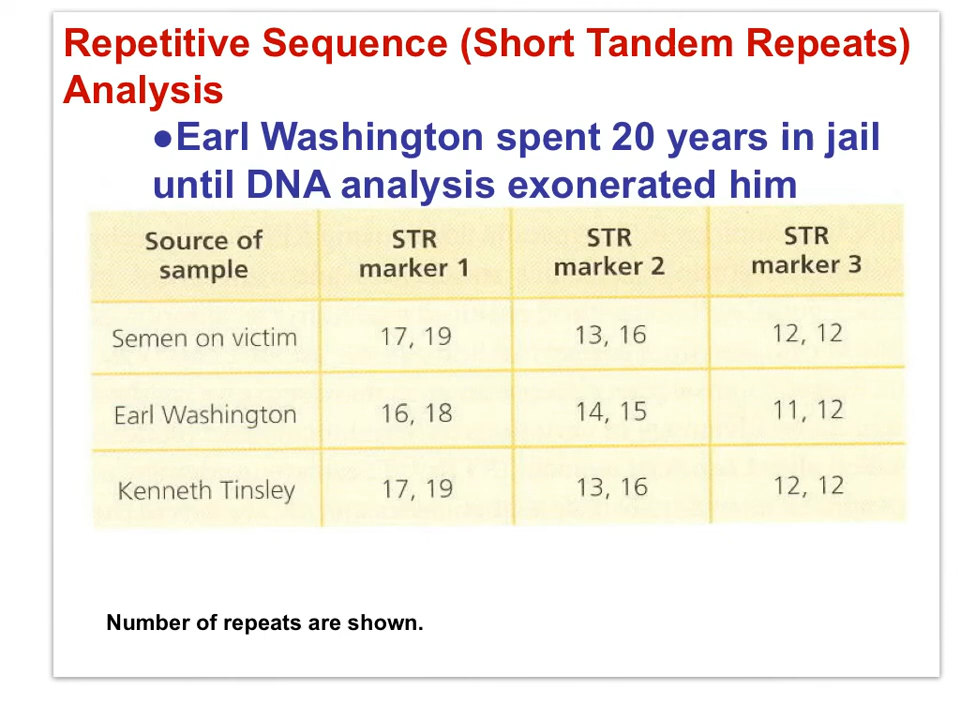 Repetitive Sequence (Short Tandem Repeats)
Analysis
●Earl Washington spent 20 years in jail
until DNA analysis exonerated him
Source of sample STR marker 1 STR marker 2 STR marker 3
Semen on victim 17, 19 13, 16 12, 12
Earl Washington 16, 18 14, 15 11, 12
Kenneth Tinsley 17, 19 13, 16 12, 12
Number of repeats are shown.